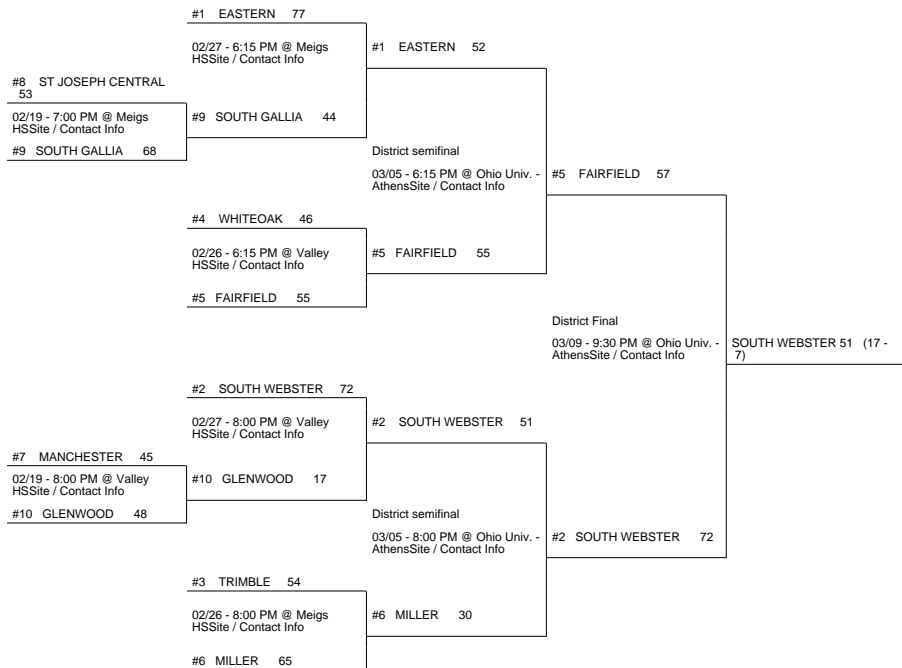 #1 EASTERN 77
02/27 - 6:15 PM @ Meigs
HSSite / Contact Info
#1 EASTERN 52
#8 ST JOSEPH CENTRAL
53
02/19 - 7:00 PM @ Meigs
HSSite / Contact Info
#9 SOUTH GALLIA 44
#9 SOUTH GALLIA 68
District semifinal
03/05 - 6:15 PM @ Ohio Univ. -
AthensSite / Contact Info
#5 FAIRFIELD 57
#4 WHITEOAK 46
02/26 - 6:15 PM @ Valley
HSSite / Contact Info
#5 FAIRFIELD 55
#5 FAIRFIELD 55
District Final
03/09 - 9:30 PM @ Ohio Univ. -
AthensSite / Contact Info
SOUTH WEBSTER 51 (17 -
7)
#2 SOUTH WEBSTER 72
02/27 - 8:00 PM @ Valley
HSSite / Contact Info
#2 SOUTH WEBSTER 51
#7 MANCHESTER 45
02/19 - 8:00 PM @ Valley
HSSite / Contact Info
#10 GLENWOOD 17
#10 GLENWOOD 48
District semifinal
03/05 - 8:00 PM @ Ohio Univ. -
AthensSite / Contact Info
#2 SOUTH WEBSTER 72
#3 TRIMBLE 54
02/26 - 8:00 PM @ Meigs
HSSite / Contact Info
#6 MILLER 30
#6 MILLER 65